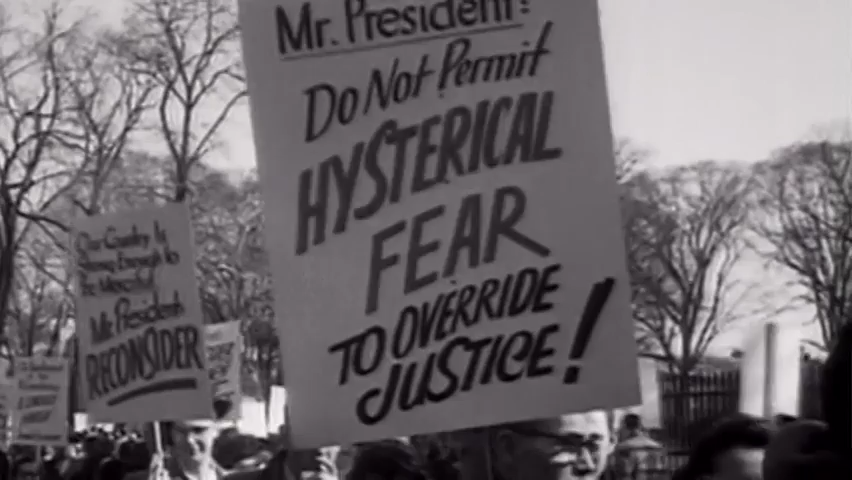 Mr. President:
Do Not Permit
HYSTERICAL
FEAR
TO OVERRIDE
JUSTICE!
Our Country Is
Strong Enough To
Be Merciful
Mr. President
RECONSIDER